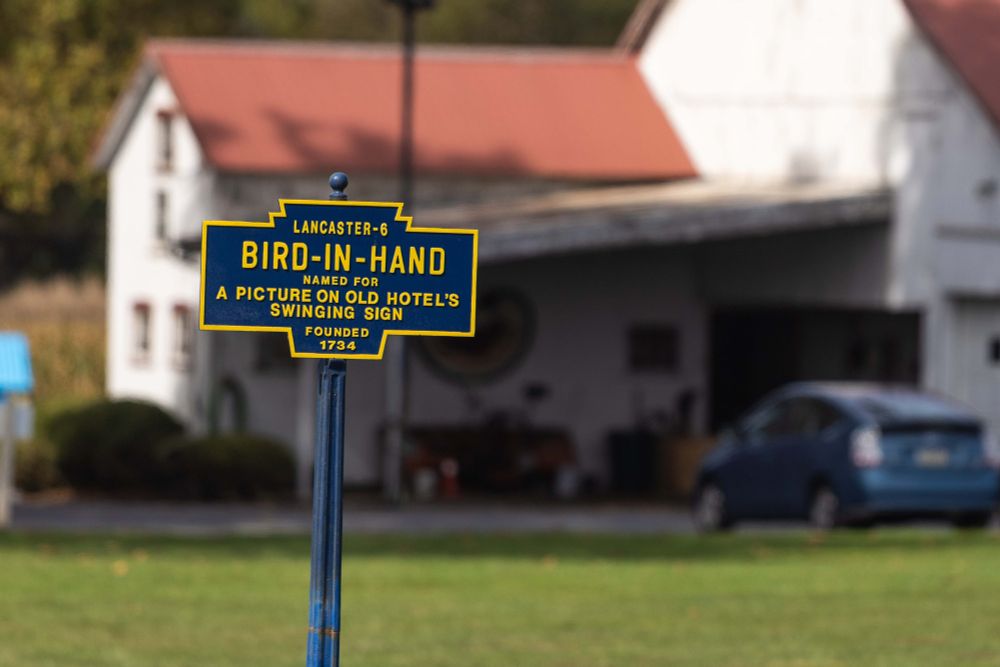 LANCASTER-6
BIRD-IN-HAND
NAMED FOR
A PICTURE ON OLD HOTEL'S
SWINGING SIGN
FOUNDED
1734